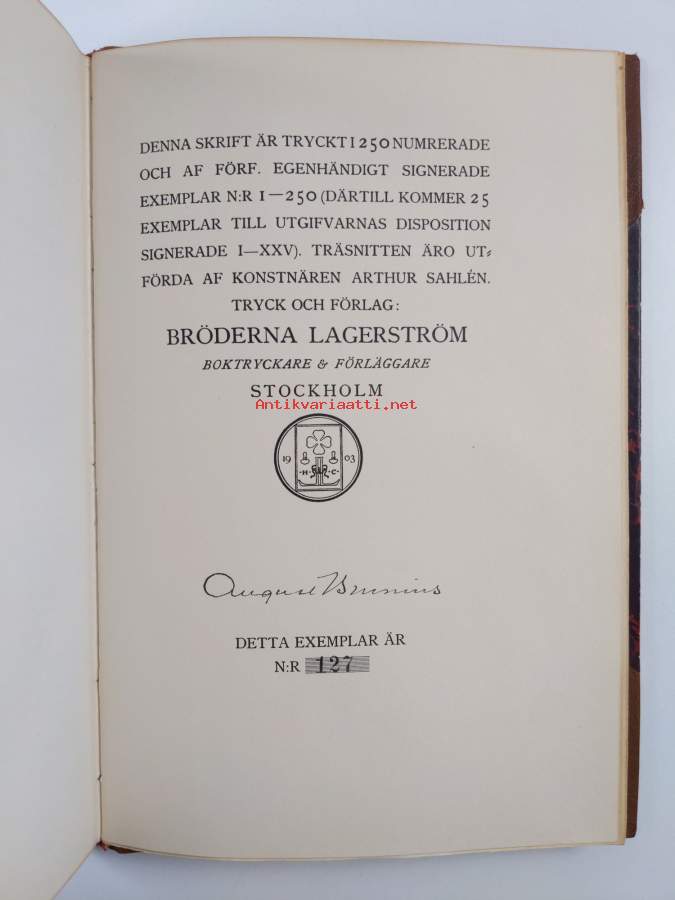 DENNA SKRIFT ÄR TRYCKT I 250 NUMRERADE
OCH AF FÖRF. EGENHÄNDIGT SIGNERADE
EXEMPLAR N:R 1—250 (DÄRTILL KOMMER 25
EXEMPLAR TILL UTGIFVARNAS DISPOSITION
SIGNERADE I—XXV). TRÄSNITTEN ÄRO UT-
FÖRDA AF KONSTNÄREN ARTHUR SAHLÉN.
TRYCK OCH FÖRLAG:
BRÖDERNA LAGERSTRÖM
BOKTRYCKARE & FÖRLÄGGARE
STOCKHOLM
Antikvariaatti.net
19 03
H C
August Brunius
DETTA EXEMPLAR ÄR
N:R 127